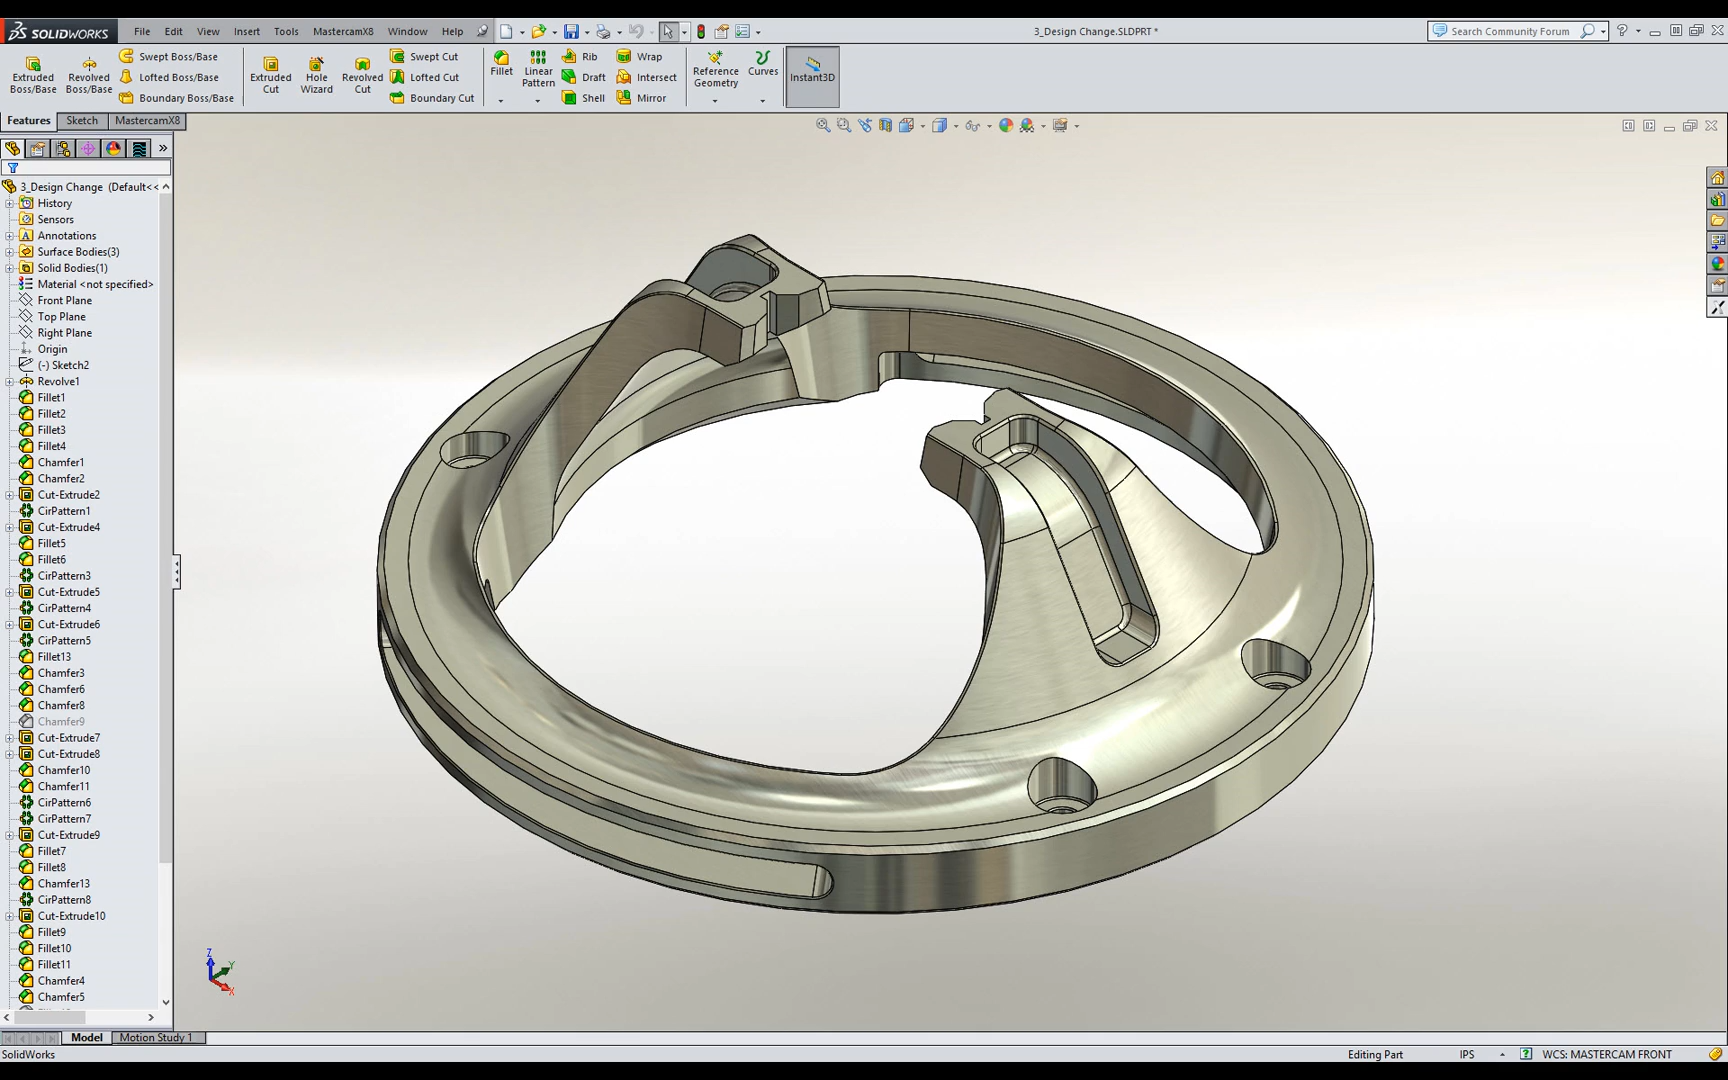 SOLIDWORKS File Edit View Insert Tools MastercamX8 Window Help 3_Design Change.SLDPRT * Search Community Forum
Extruded Boss/Base
Revolved Boss/Base
Swept Boss/Base
Lofted Boss/Base
Boundary Boss/Base
Extruded Cut
Hole Wizard
Revolved Cut
Swept Cut
Lofted Cut
Boundary Cut
Fillet
Linear Pattern
Rib
Draft
Shell
Wrap
Intersect
Mirror
Reference Geometry
Curves
Instant3D
Features Sketch MastercamX8
3_Design Change (Default<<
History
Sensors
Annotations
Surface Bodies(3)
Solid Bodies(1)
Material <not specified>
Front Plane
Top Plane
Right Plane
Origin
(-) Sketch2
Revolve1
Fillet1
Fillet2
Fillet3
Fillet4
Chamfer1
Chamfer2
Cut-Extrude2
CirPattern1
Cut-Extrude4
Fillet5
Fillet6
CirPattern3
Cut-Extrude5
CirPattern4
Cut-Extrude6
CirPattern5
Fillet13
Chamfer3
Chamfer6
Chamfer8
Chamfer9
Cut-Extrude7
Cut-Extrude8
Chamfer10
Chamfer11
CirPattern6
CirPattern7
Cut-Extrude9
Fillet7
Fillet8
Chamfer13
CirPattern8
Cut-Extrude10
Fillet9
Fillet10
Fillet11
Chamfer4
Chamfer5
Z
Y
X
Model Motion Study 1
SolidWorks Editing Part IPS WCS: MASTERCAM FRONT